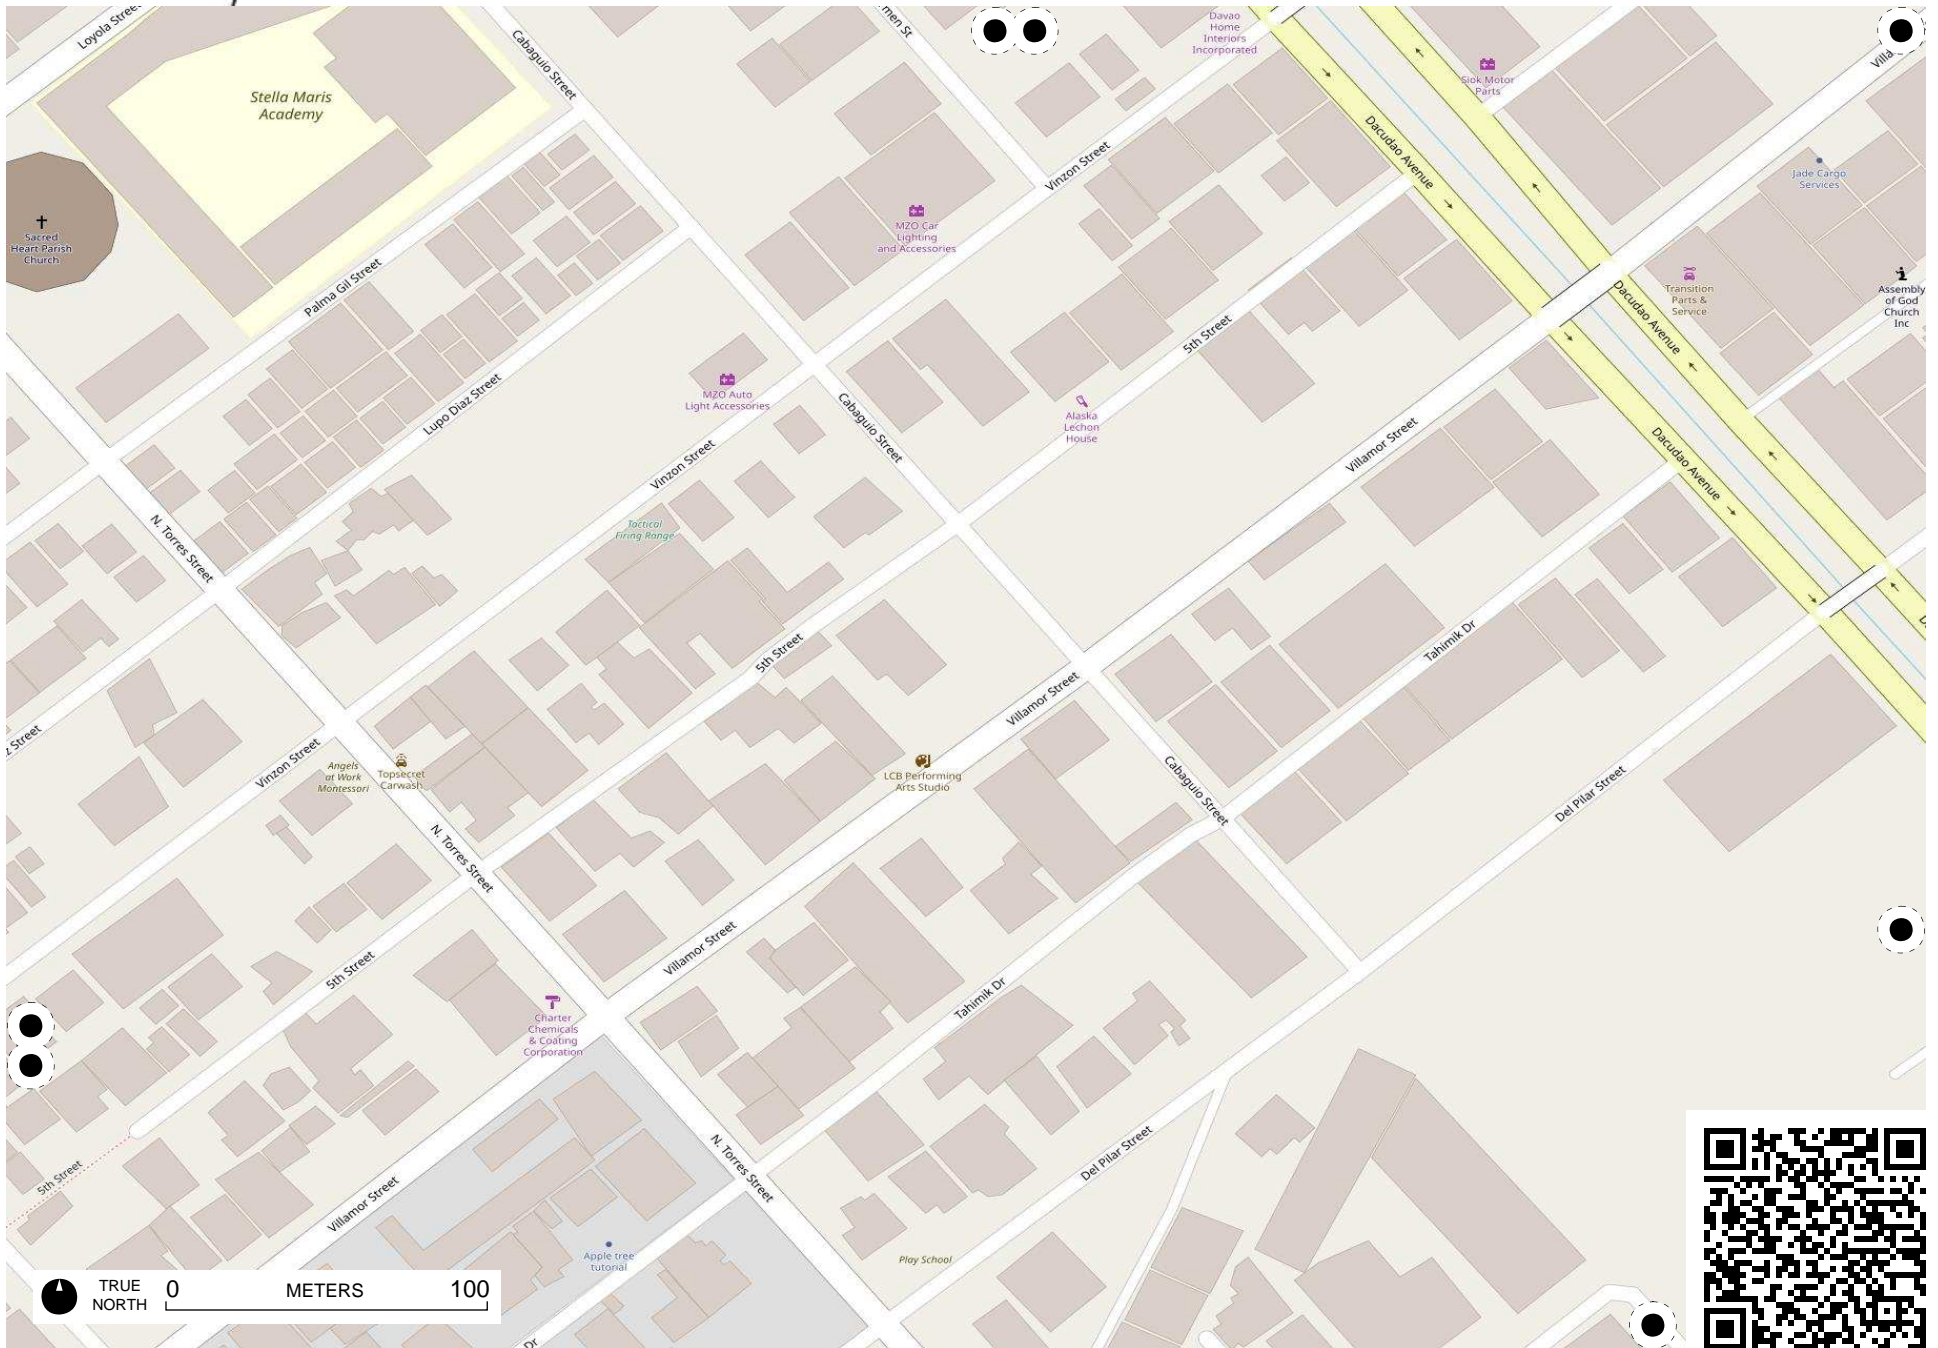 Loyola Street
Cabaguio Street
men St
Davao
Home
Interiors
Incorporated
Siok Motor
Parts
Villa
Stella Maris
Academy
Dacudao Avenue
Vinzon Street
Jade Cargo
Services
Sacred
Heart Parish
Church
MZO Car
Lighting
and Accessories
Palma Gil Street
Transition
Parts &
Service
Assembly
of God
Church
Inc
Dacudao Avenue
5th Street
MZO Auto
Light Accessories
Lupo Diaz Street
Cabaguio Street
Alaska
Lechon
House
Villamor Street
Dacudao Avenue
Vinzon Street
Tactical
Firing Range
N. Torres Street
5th Street
Tahimik Dr
D
Villamor Street
z Street
Vinzon Street
Angels
at Work
Montessori
Topsecret
Carwash
LCB Performing
Arts Studio
Cabaguio Street
Del Pilar Street
N. Torres Street
Villamor Street
5th Street
Tahimik Dr
Charter
Chemicals
& Coating
Corporation
N. Torres Street
Del Pilar Street
5th Street
Villamor Street
Apple tree
tutorial
Play School
TRUE
NORTH
0 METERS 100
Dr